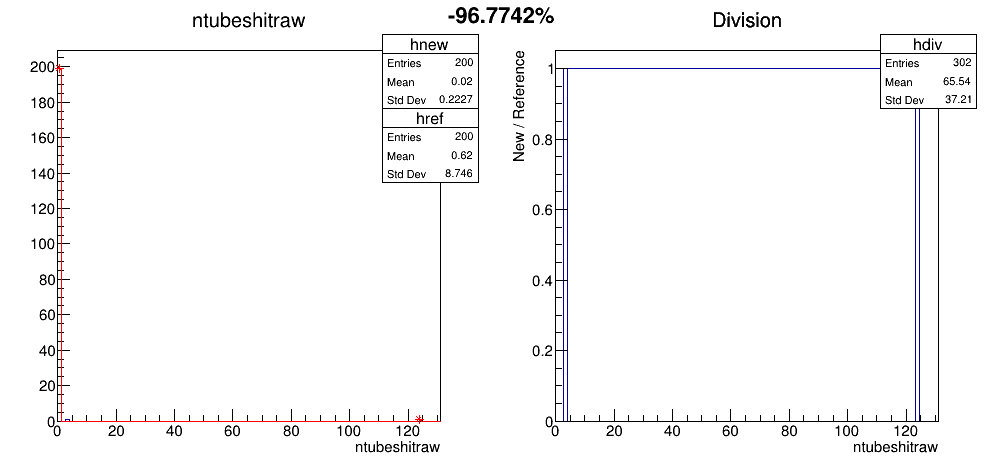 -96.7742%
ntubeshitraw
hnew
Entries 200
Mean 0.02
Std Dev 0.2227
href
Entries 200
Mean 0.62
Std Dev 8.746
200
180
160
140
120
100
80
60
40
20
0
0 20 40 60 80 100 120
ntubeshitraw
Division
hdiv
Entries 302
Mean 65.54
Std Dev 37.21
New / Reference
1
0.8
0.6
0.4
0.2
0
0 20 40 60 80 100 120
ntubeshitraw